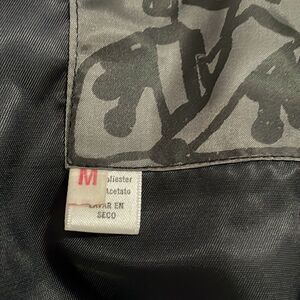 M
oliester
cetato
LAVAR EN
SECO